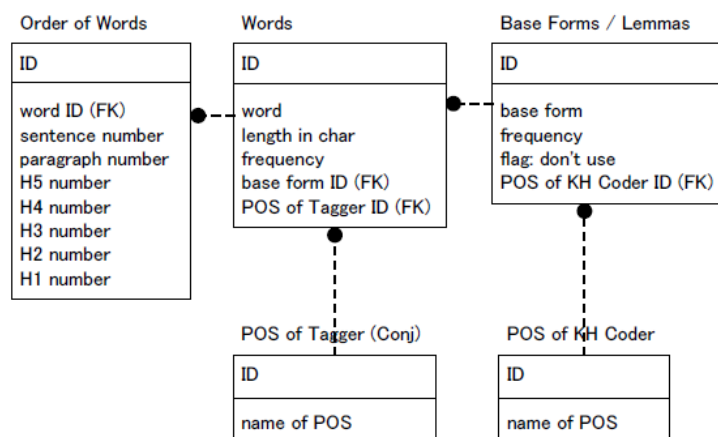 Order of Words
ID
word ID (FK)
sentence number
paragraph number
H5 number
H4 number
H3 number
H2 number
H1 number
Words
ID
word
length in char
frequency
base form ID (FK)
POS of Tagger ID (FK)
Base Forms / Lemmas
ID
base form
frequency
flag: don't use
POS of KH Coder ID (FK)
POS of Tagger (Conj)
ID
name of POS
POS of KH Coder
ID
name of POS